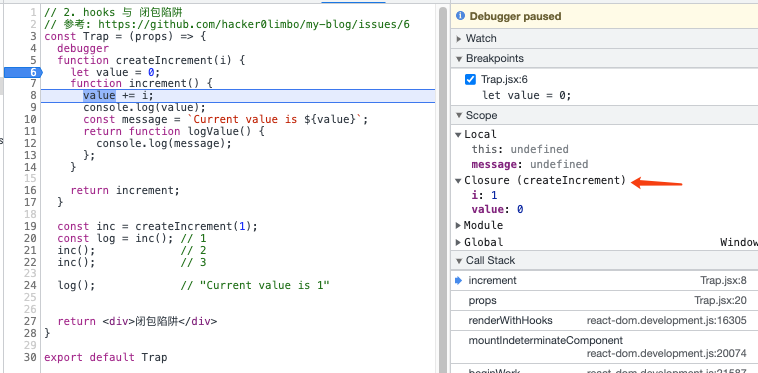 1 // 2. hooks 与 闭包陷阱
2 // 参考: https://github.com/hacker0limbo/my-blog/issues/6
3 const Trap = (props) => {
4 debugger
5 function createIncrement(i) {
6 let value = 0;
7 function increment() {
8 value += i;
9 console.log(value);
10 const message = `Current value is ${value}`;
11 return function logValue() {
12 console.log(message);
13 };
14 }
15
16 return increment;
17 }
18
19 const inc = createIncrement(1);
20 const log = inc(); // 1
21 inc(); // 2
22 inc(); // 3
23
24 log(); // "Current value is 1"
25
26
27 return <div>闭包陷阱</div>
28 }
29
30 export default Trap
s
Debugger paused
Watch
Breakpoints
Trap.jsx:6
let value = 0;
Scope
Local
this: undefined
message: undefined
Closure (createIncrement)
i: 1
value: 0
Module
Global Window
Call Stack
increment Trap.jsx:8
props Trap.jsx:20
renderWithHooks react-dom.development.js:16305
mountIndeterminateComponent
react-dom.development.js:20074
beginWork react-dom.development.js:21587